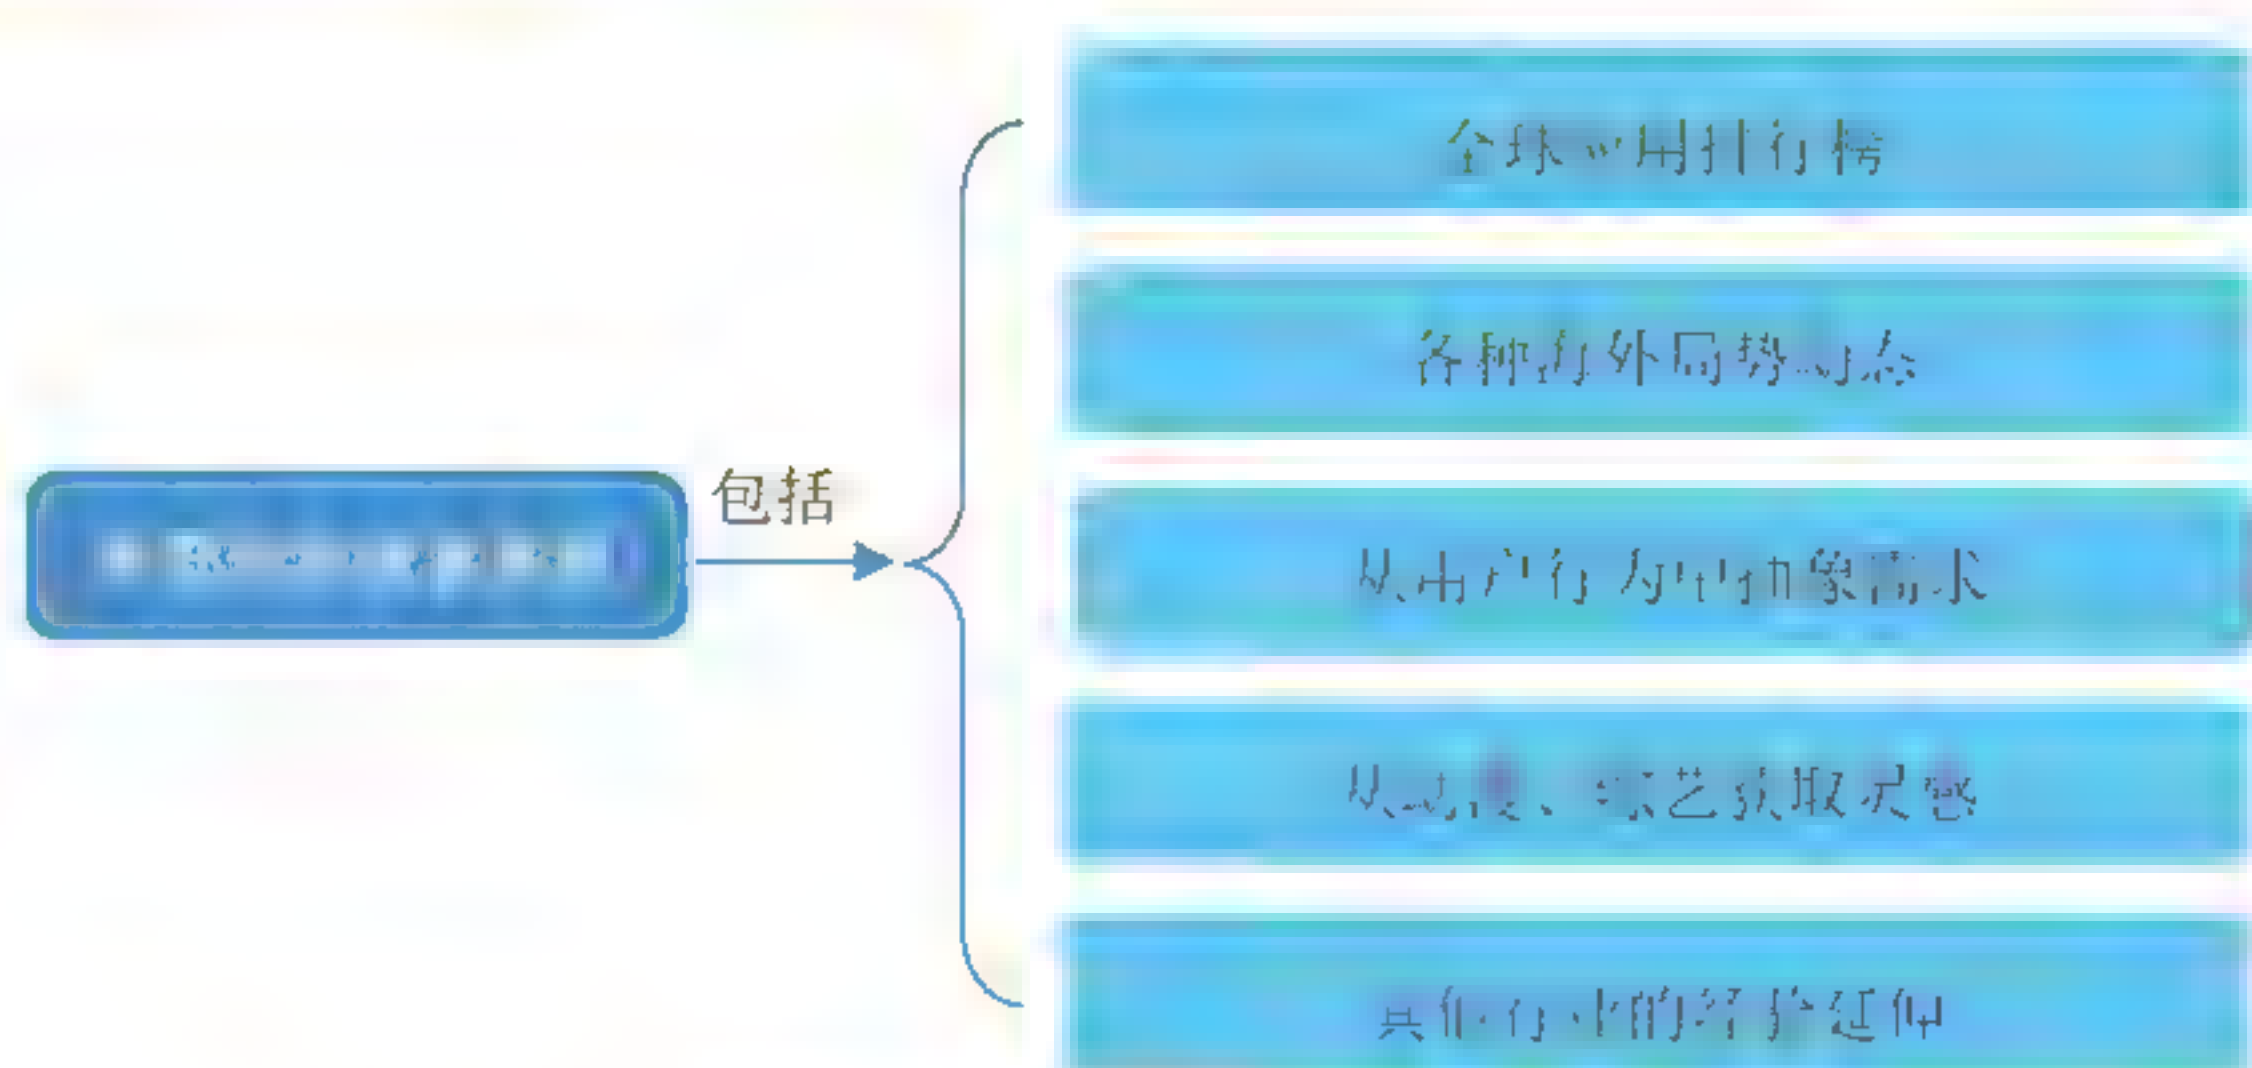 包括
全球应用排行榜
各种海外局势动态
从用户行为中抽象需求
从动漫、综艺获取灵感
其他行业的经验延伸